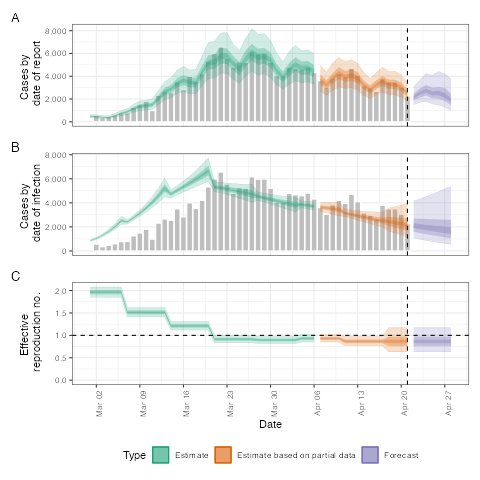 A
Cases by
date of report
8,000
6,000
4,000
2,000
0
B
Cases by
date of infection
8,000
6,000
4,000
2,000
0
C
Effective
reproduction no.
2.0
1.5
1.0
0.5
0.0
Mar 02
Mar 09
Mar 16
Mar 23
Mar 30
Apr 06
Apr 13
Apr 20
Apr 27
Date
Type Estimate Estimate based on partial data Forecast